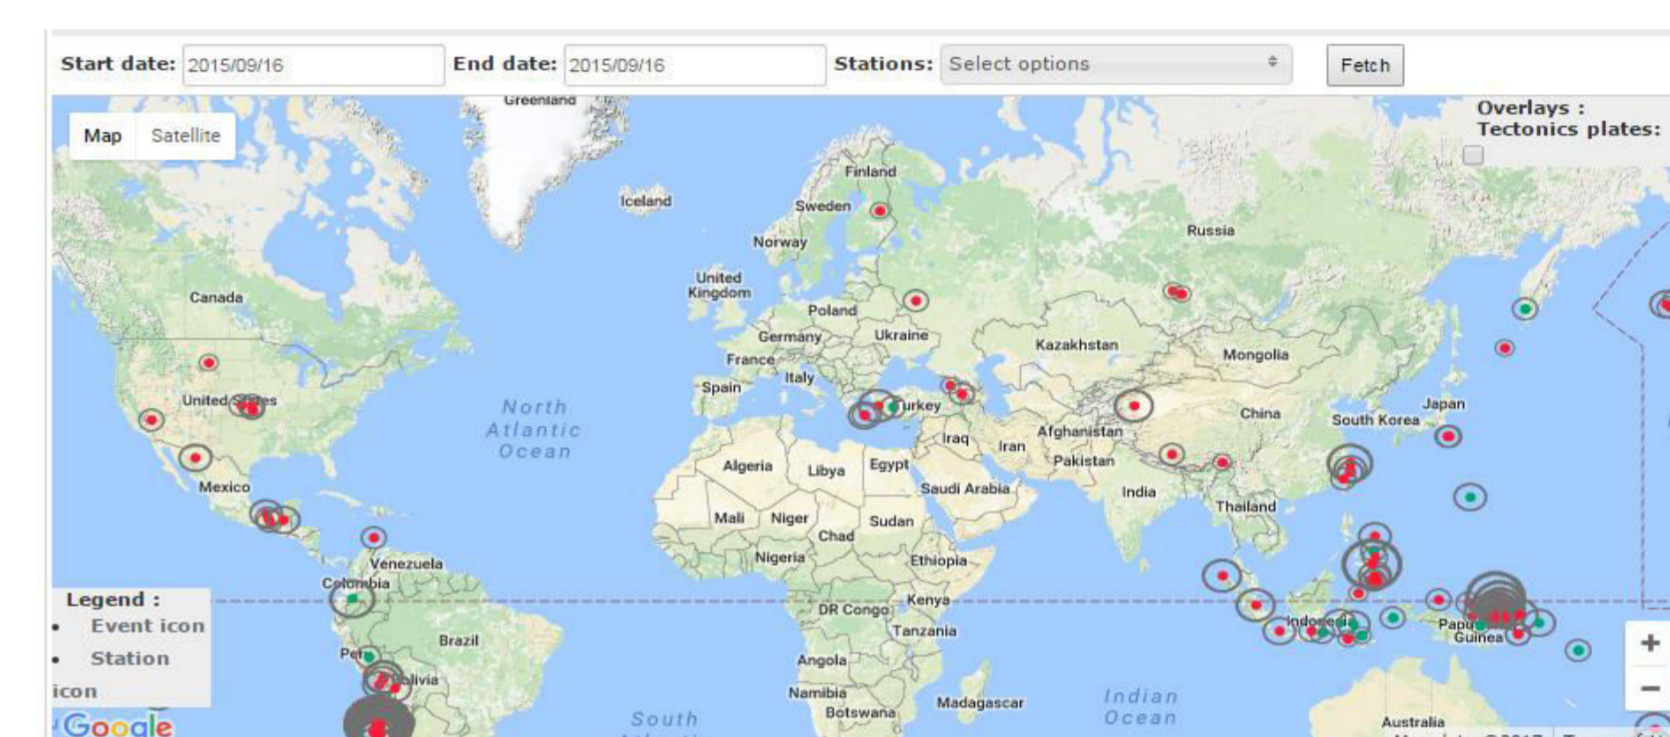 Start date: 2015/09/16 End date: 2015/09/16 Stations: Select options Fetch
Greenland
Overlays :
Tectonics plates:
Map Satellite
Finland
Iceland
Sweden
Russia
Norway
United
Kingdom
Canada
Poland
Germany Ukraine
Kazakhstan
France
Mongolia
Italy
Spain
United States
North
Atlantic
Ocean
Turkey
Japan
China
South Korea
Afghanistan
Iraq
Iran
Algeria
Libya
Egypt
Pakistan
Mexico
Saudi Arabia
India
Thailand
Mali
Niger
Sudan
Chad
Nigeria
Ethiopia
Venezuela
Colombia
Legend :
Event icon
Station
icon
Kenya
DR Congo
Indonesia
Tanzania
Papu
Guinea
Brazil
Peru
Angola
olivia
Namibia
Madagascar
Botswana
Indian
Ocean
South
Australia
Google
+
−